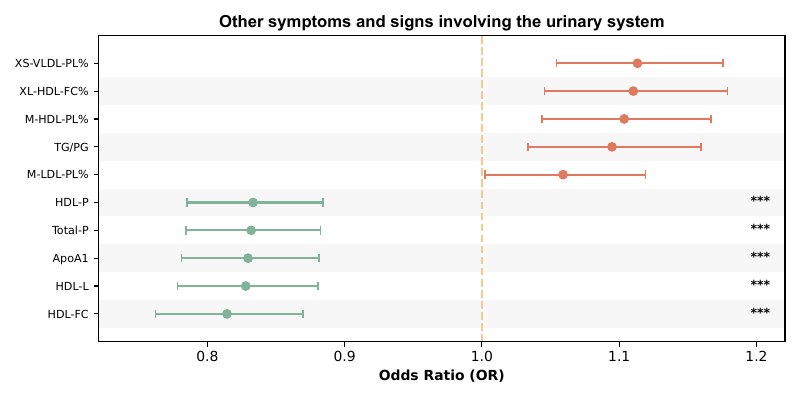 Other symptoms and signs involving the urinary system
XS-VLDL-PL%
XL-HDL-FC%
M-HDL-PL%
TG/PG
M-LDL-PL%
HDL-P ***
Total-P ***
ApoA1 ***
HDL-L ***
HDL-FC ***
0.8 0.9 1.0 1.1 1.2
Odds Ratio (OR)